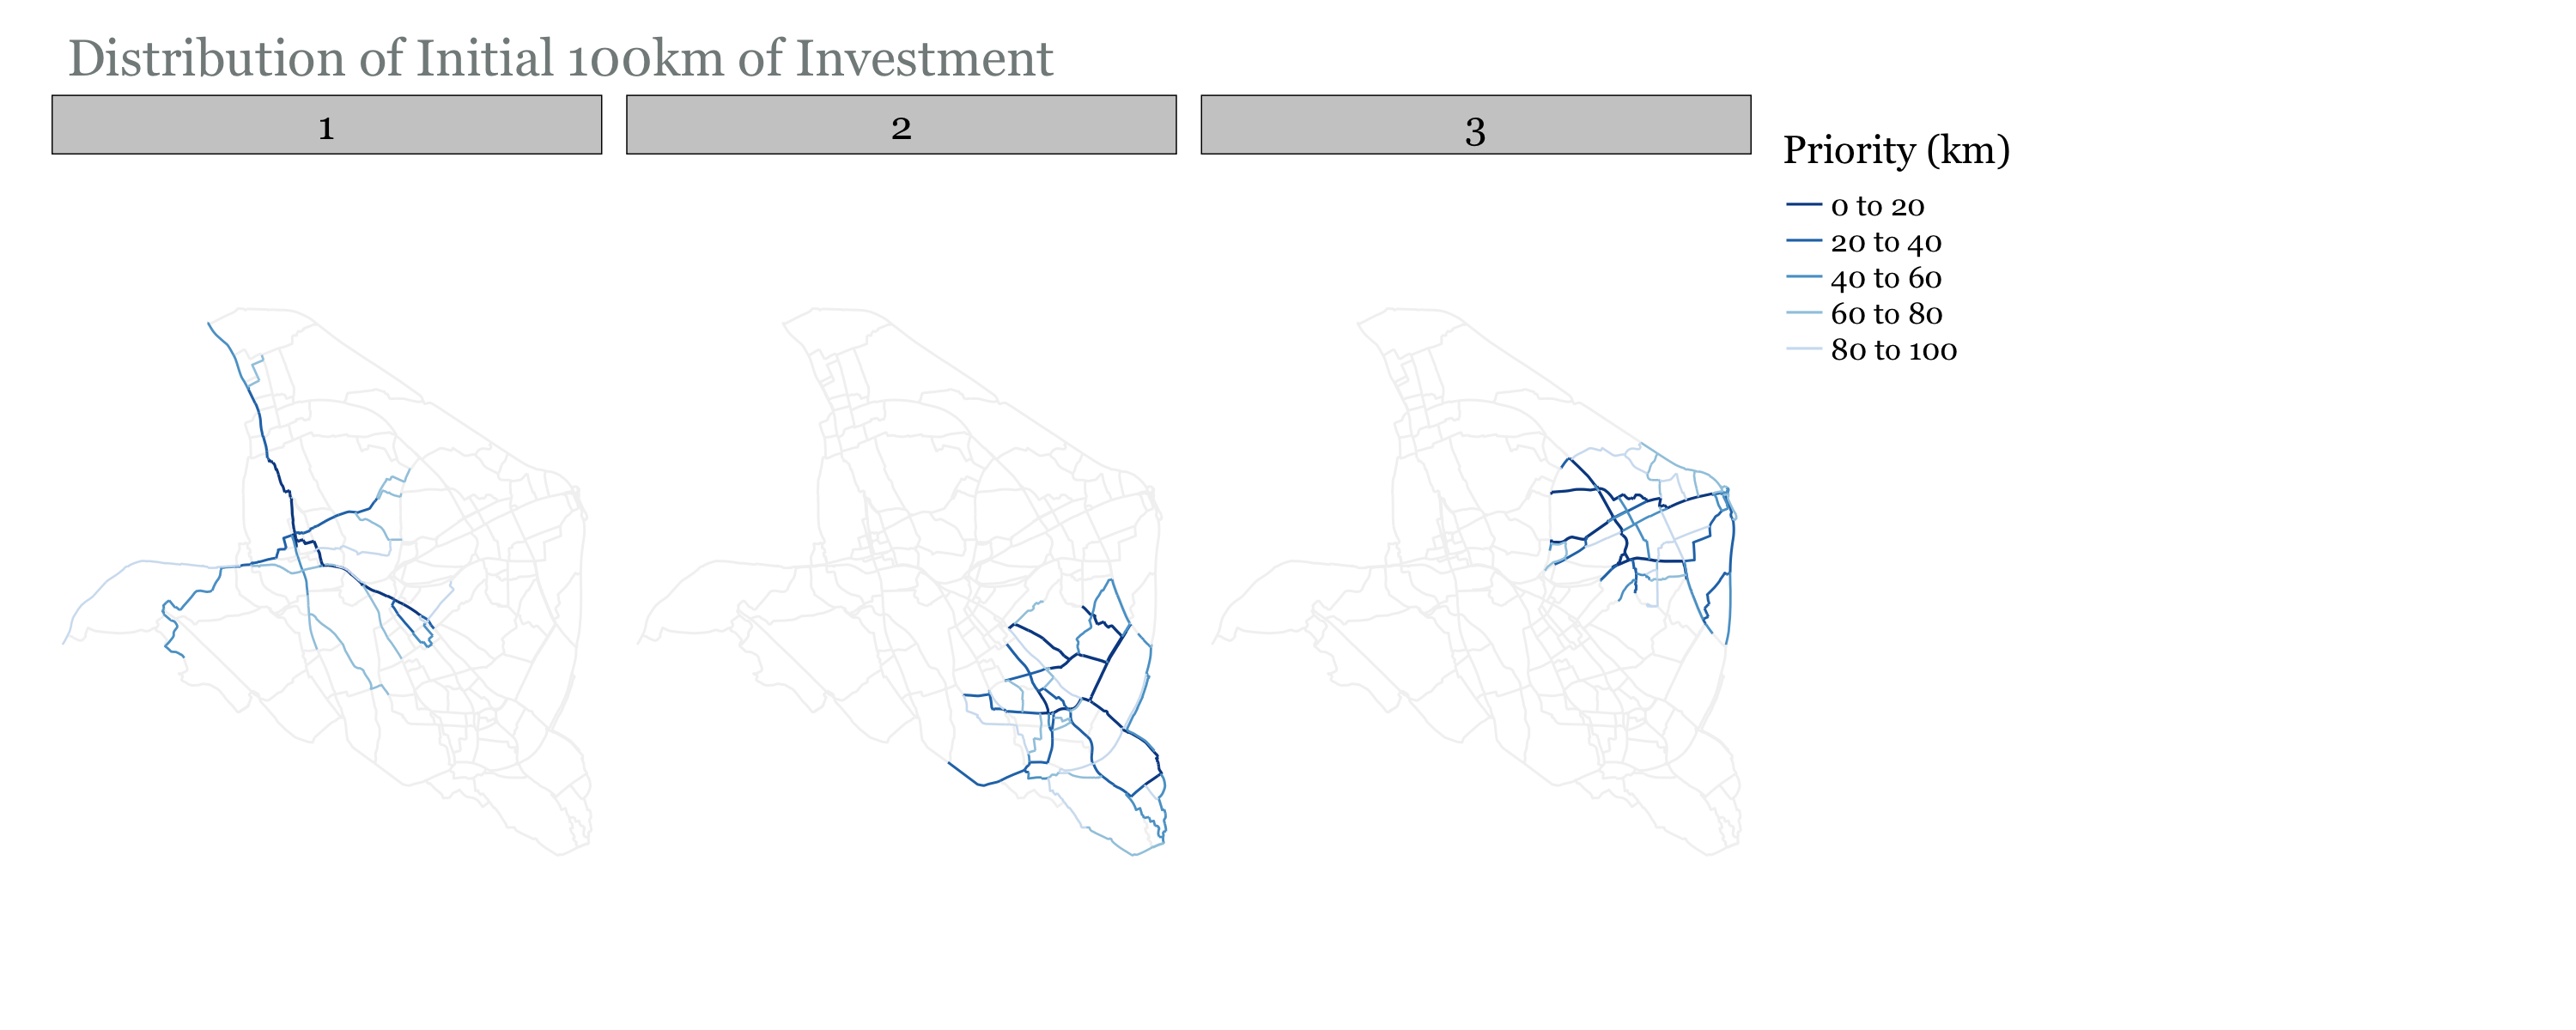 Distribution of Initial 100km of Investment
1
2
3
Priority (km)
0 to 20
20 to 40
40 to 60
60 to 80
80 to 100